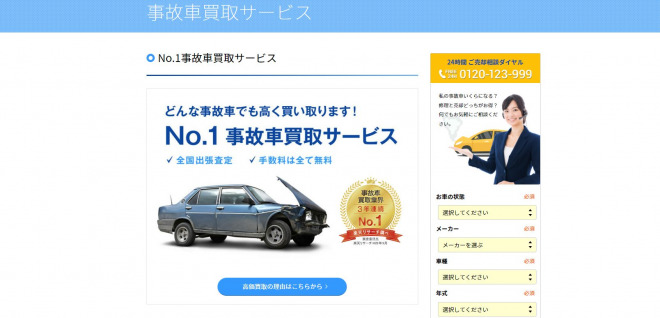 事故車買取サービス
No.1事故車買取サービス
どんな事故車でも高く買い取ります！
No.1 事故車買取サービス
✓ 全国出張査定 ✓ 手数料は全て無料
事故車
買取業界
3年連続
No.1
高価買取の理由はこちらから
24時間 ご売却相談ダイヤル
0120-123-999
私の事故車いくらになる？
修理と売却どっちがお得？
何でもお気軽にご相談くだ
さい。
お車の状態 必須
選択してください
メーカー 必須
メーカーを選ぶ
車種 必須
選択してください
年式 必須
選択してください